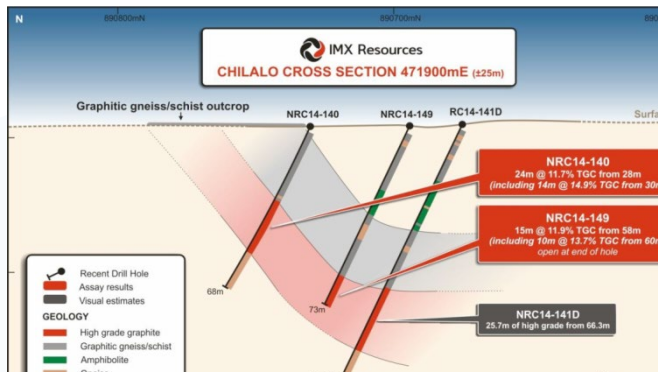 N
890800mN
890700mN
890
IMX Resources
CHILALO CROSS SECTION 471900mE (±25m)
Graphitic gneiss/schist outcrop
NRC14-140
NRC14-149
RC14-141D
Surfa
NRC14-140
24m @ 11.7% TGC from 28m
(including 14m @ 14.9% TGC from 30m
NRC14-149
15m @ 11.9% TGC from 58m
(including 10m @ 13.7% TGC from 60m
open at end of hole
68m
73m
NRC14-141D
25.7m of high grade from 66.3m
Recent Drill Hole
Assay results
Visual estimates
GEOLOGY
High grade graphite
Graphitic gneiss/schist
Amphibolite